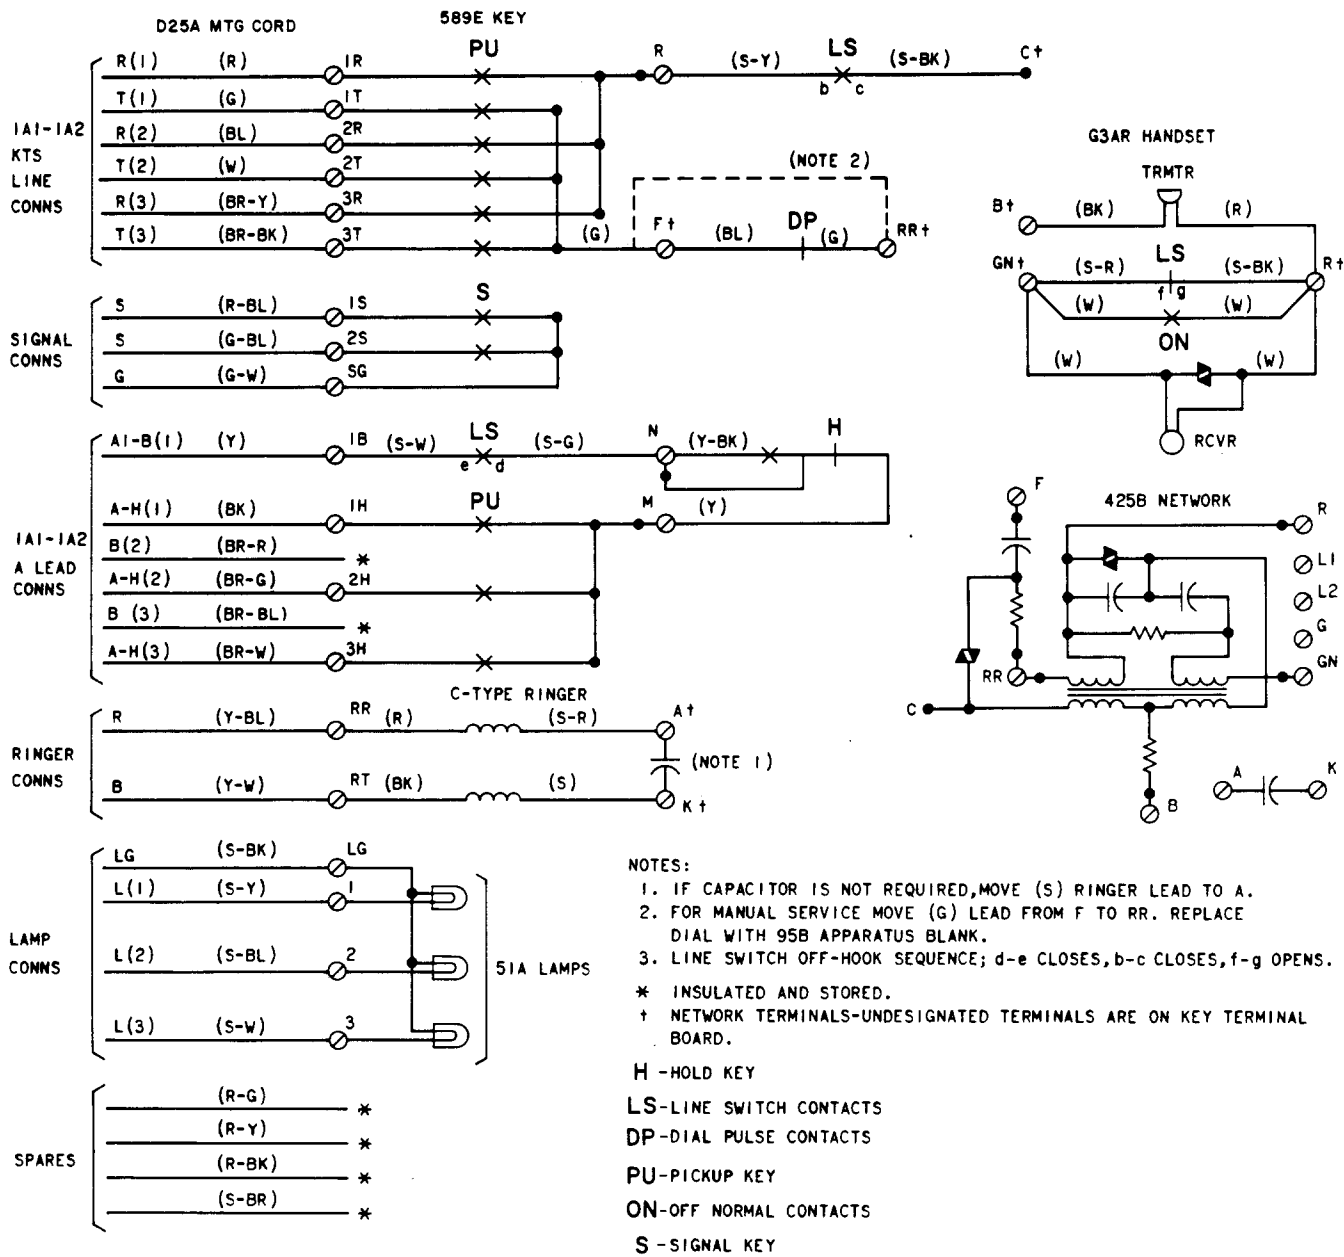 D25A MTG CORD
589E KEY
PU
R(1) (R) 1R
T(1) (G) 1T
R(2) (BL) 2R
T(2) (W) 2T
R(3) (BR-Y) 3R
T(3) (BR-BK) 3T
1A1-1A2
KTS
LINE
CONNS
R (S-Y) LS (S-BK) C†
b c
(NOTE 2)
(G) F† (BL) DP (G) RR†
G3AR HANDSET
TRMTR
B† (BK) (R)
LS
GN† (S-R) (S-BK) R†
f g
(W) (W)
ON
(W) (W)
RCVR
SIGNAL
CONNS
S
S (R-BL) 1S
S (G-BL) 2S
G (G-W) SG
1A1-1A2
A LEAD
CONNS
A1-B(1) (Y) 1B (S-W) LS (S-G) N (Y-BK) H
e d
A-H(1) (BK) 1H PU M (Y)
B(2) (BR-R) *
A-H(2) (BR-G) 2H
B (3) (BR-BL) *
A-H(3) (BR-W) 3H
425B NETWORK
F
R
L1
L2
G
GN
RR
C
B
A K
C-TYPE RINGER
RINGER
CONNS
R (Y-BL) RR (R) (S-R) A†
(NOTE 1)
B (Y-W) RT (BK) (S) K†
LAMP
CONNS
LG (S-BK) LG
L(1) (S-Y) 1
L(2) (S-BL) 2
L(3) (S-W) 3
51A LAMPS
SPARES
(R-G) *
(R-Y) *
(R-BK) *
(S-BR) *
NOTES:
1. IF CAPACITOR IS NOT REQUIRED,MOVE (S) RINGER LEAD TO A.
2. FOR MANUAL SERVICE MOVE (G) LEAD FROM F TO RR. REPLACE
DIAL WITH 95B APPARATUS BLANK.
3. LINE SWITCH OFF-HOOK SEQUENCE; d-e CLOSES, b-c CLOSES, f-g OPENS.
* INSULATED AND STORED.
† NETWORK TERMINALS-UNDESIGNATED TERMINALS ARE ON KEY TERMINAL
BOARD.
H -HOLD KEY
LS-LINE SWITCH CONTACTS
DP-DIAL PULSE CONTACTS
PU-PICKUP KEY
ON-OFF NORMAL CONTACTS
S -SIGNAL KEY